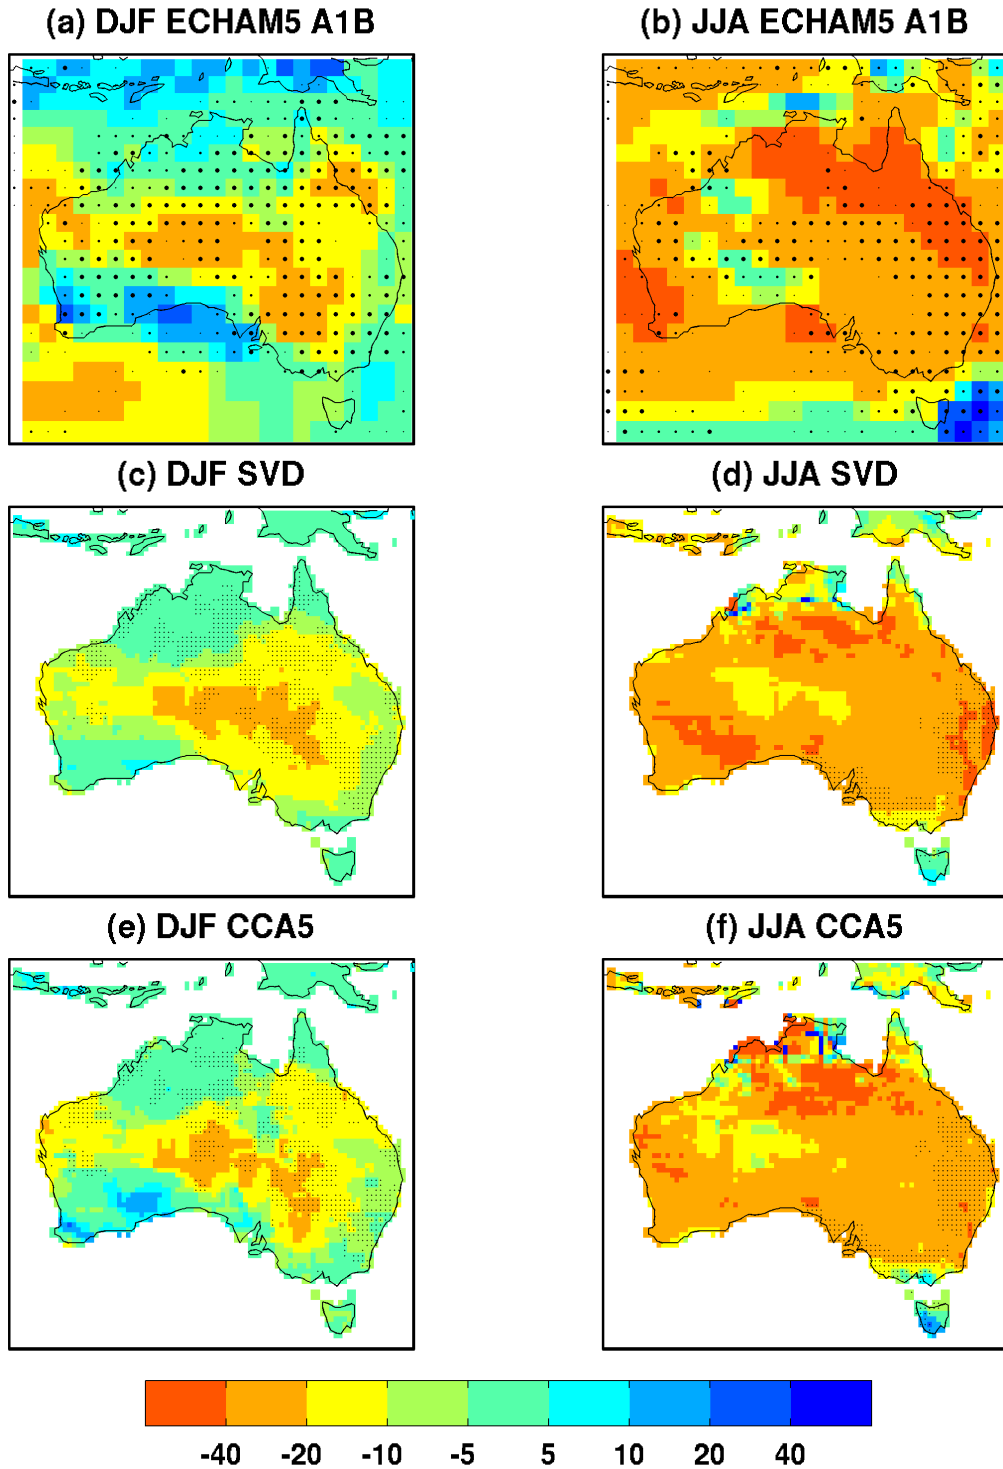 (a) DJF ECHAM5 A1B
(b) JJA ECHAM5 A1B
(c) DJF SVD
(d) JJA SVD
(e) DJF CCA5
(f) JJA CCA5
-40 -20 -10 -5 5 10 20 40